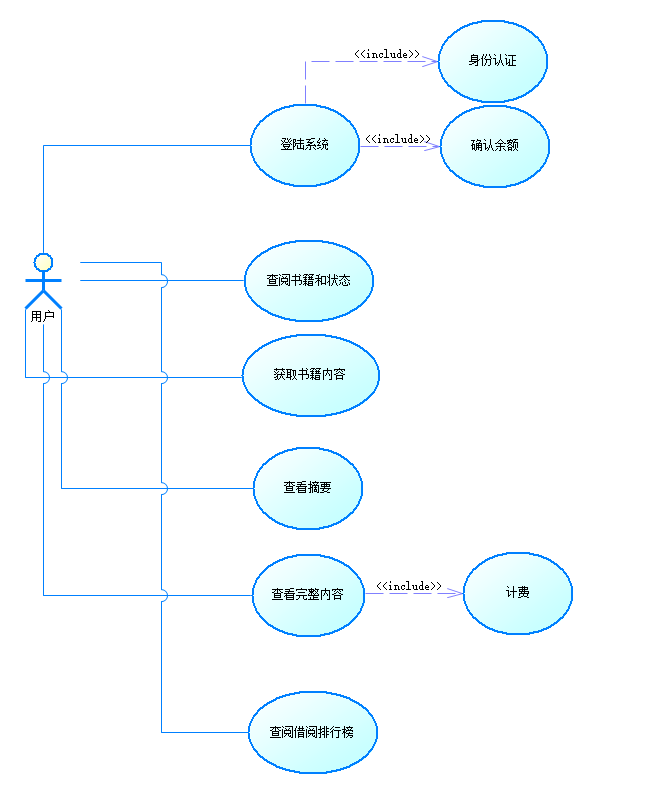 <<include>>
身份认证
登陆系统
<<include>>
确认余额
用户
查阅书籍和状态
获取书籍内容
查看摘要
查看完整内容
<<include>>
计费
查阅借阅排行榜